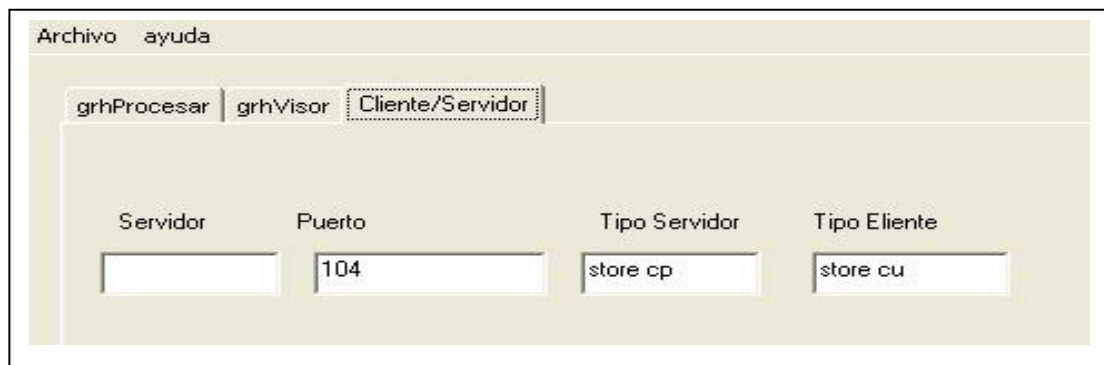 Archivo ayuda
grhProcesar grhVisor Cliente/Servidor
Servidor Puerto Tipo Servidor Tipo Eliente
104 store cp store cu